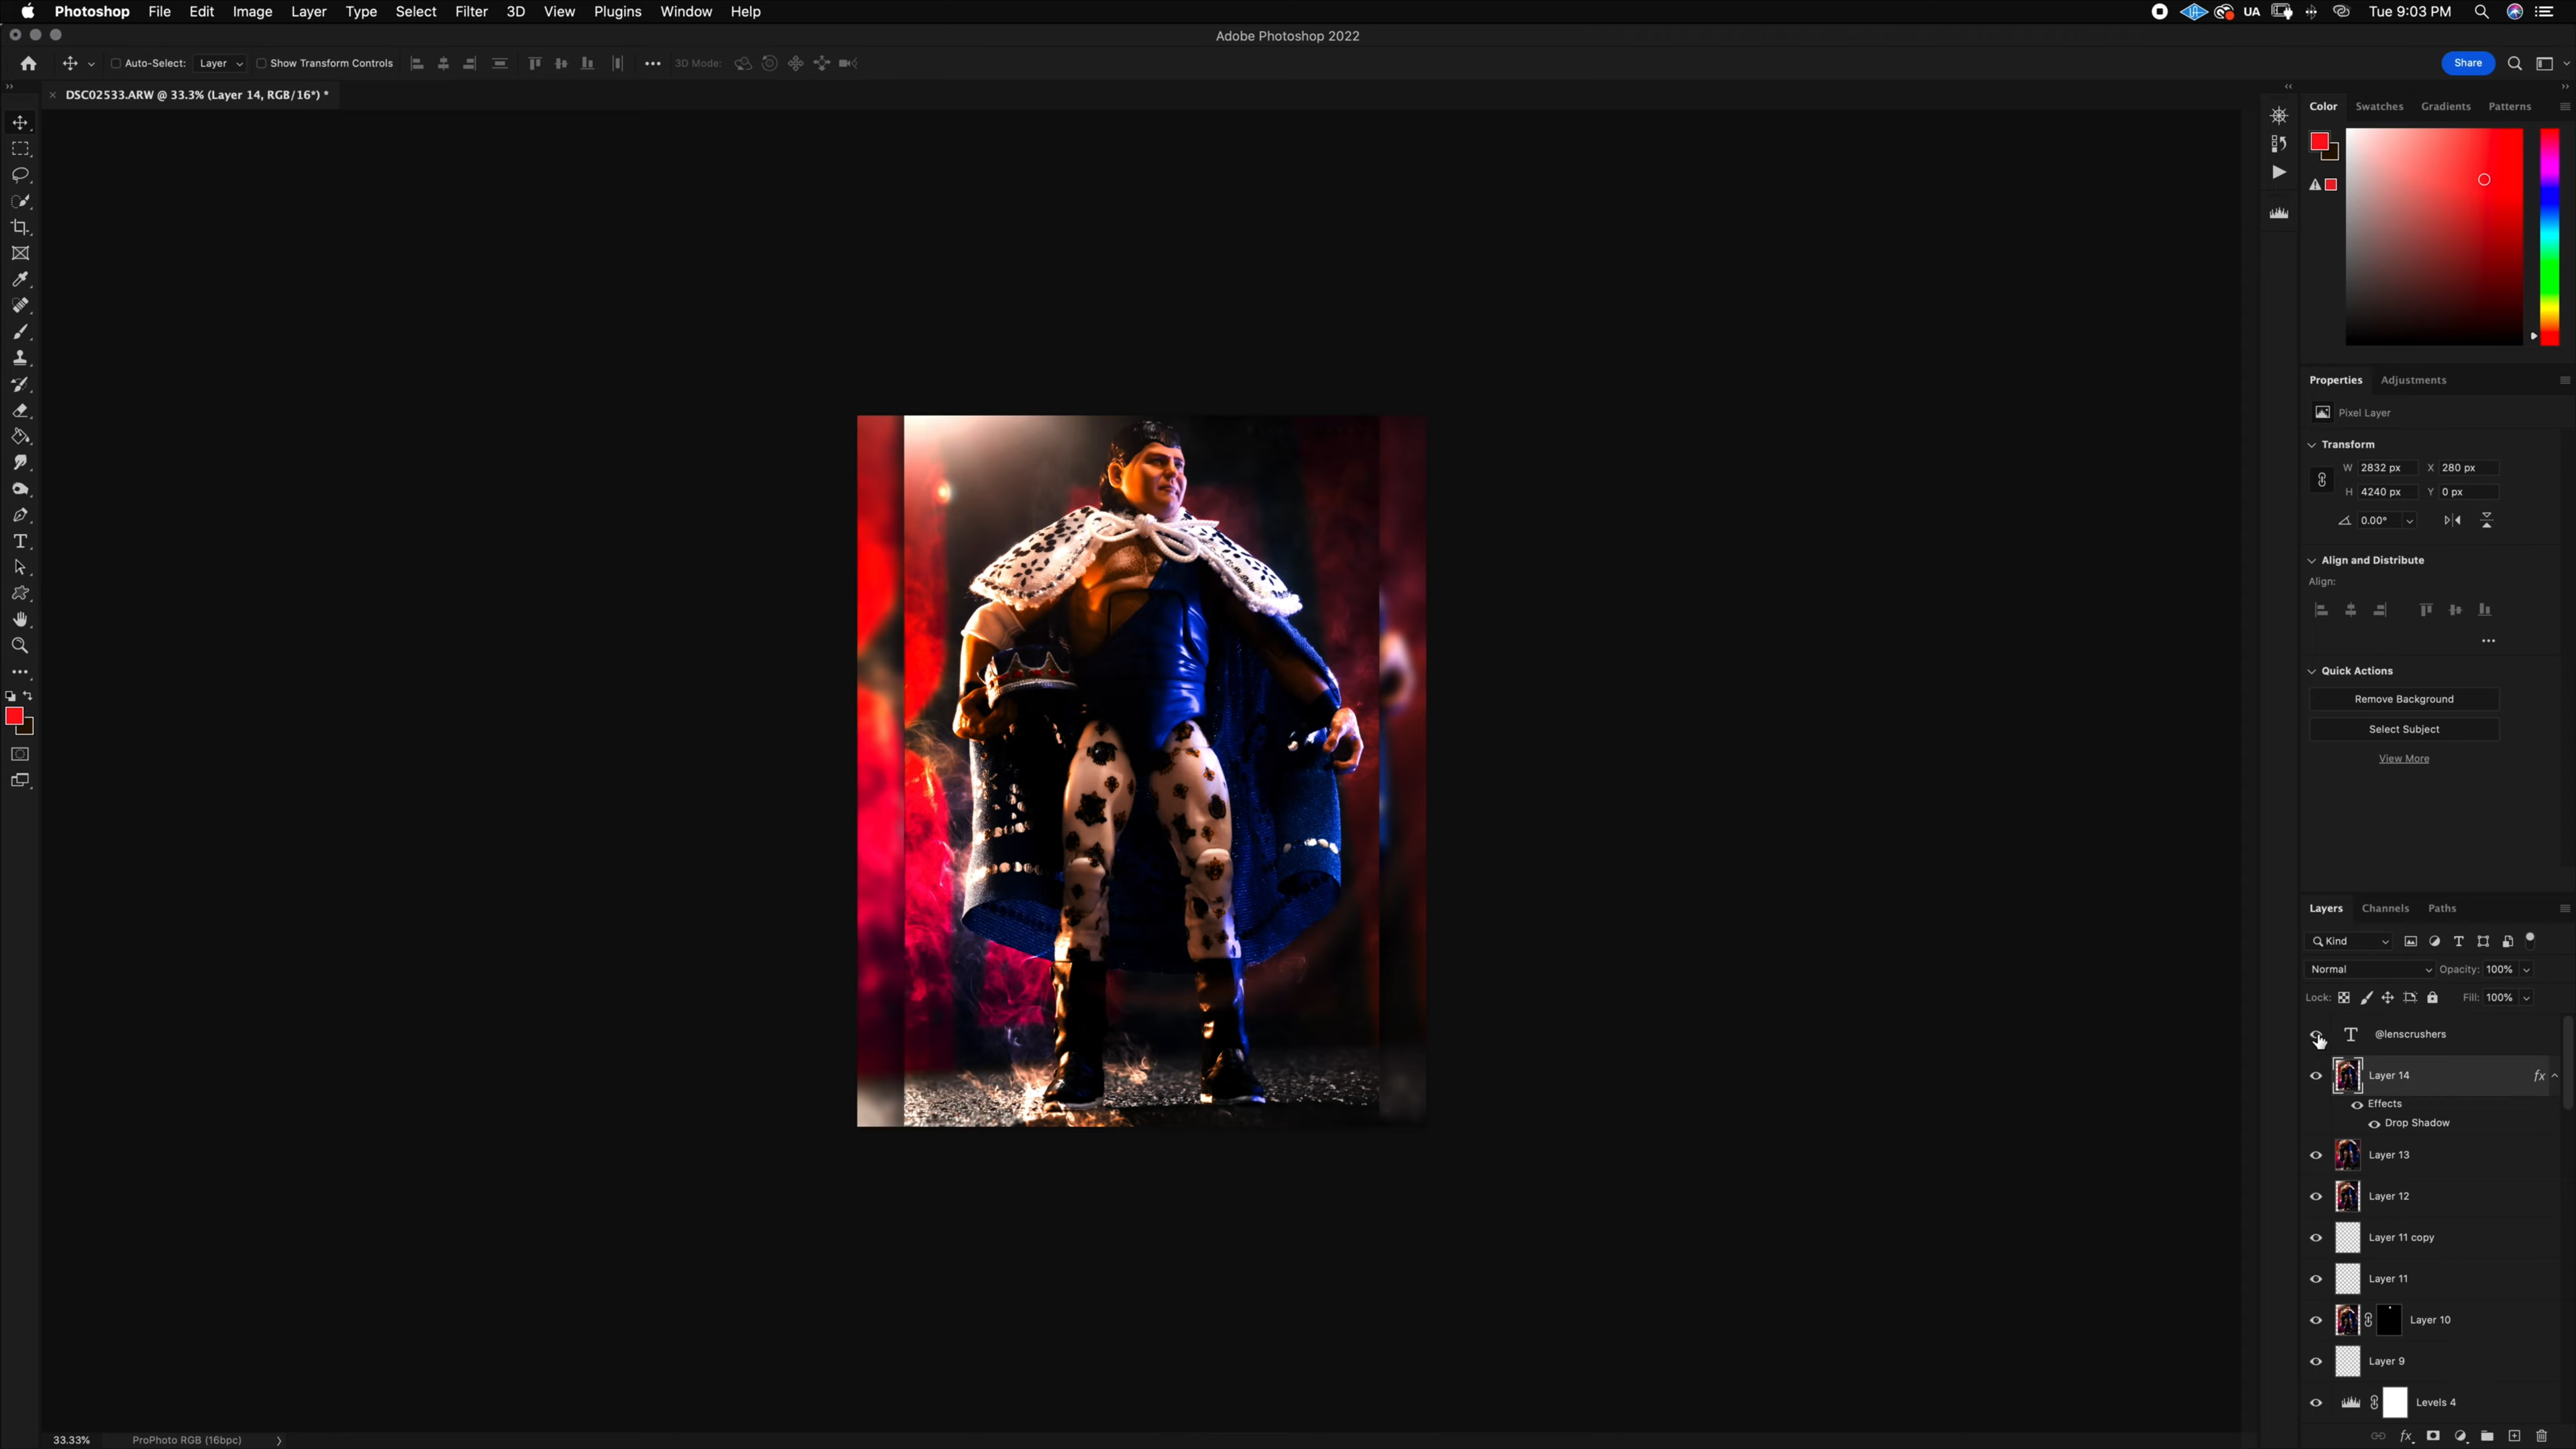 Photoshop File Edit Image Layer Type Select Filter 3D View Plugins Window Help UA Tue 9:03 PM
Adobe Photoshop 2022
Auto-Select: Layer Show Transform Controls 3D Mode: Share
DSC02533.ARW @ 33.3% (Layer 14, RGB/16*) *
Color Swatches Gradients Patterns
Properties Adjustments
Pixel Layer
Transform
W 2832 px X 280 px
H 4240 px Y 0 px
0.00°
Align and Distribute
Align:
Quick Actions
Remove Background
Select Subject
View More
Layers Channels Paths
Kind
Normal Opacity: 100%
Lock: Fill: 100%
T @lenscrushers
Layer 14 fx
Effects
Drop Shadow
Layer 13
Layer 12
Layer 11 copy
Layer 11
Layer 10
Layer 9
Levels 4
33.33% ProPhoto RGB (16bpc) fx